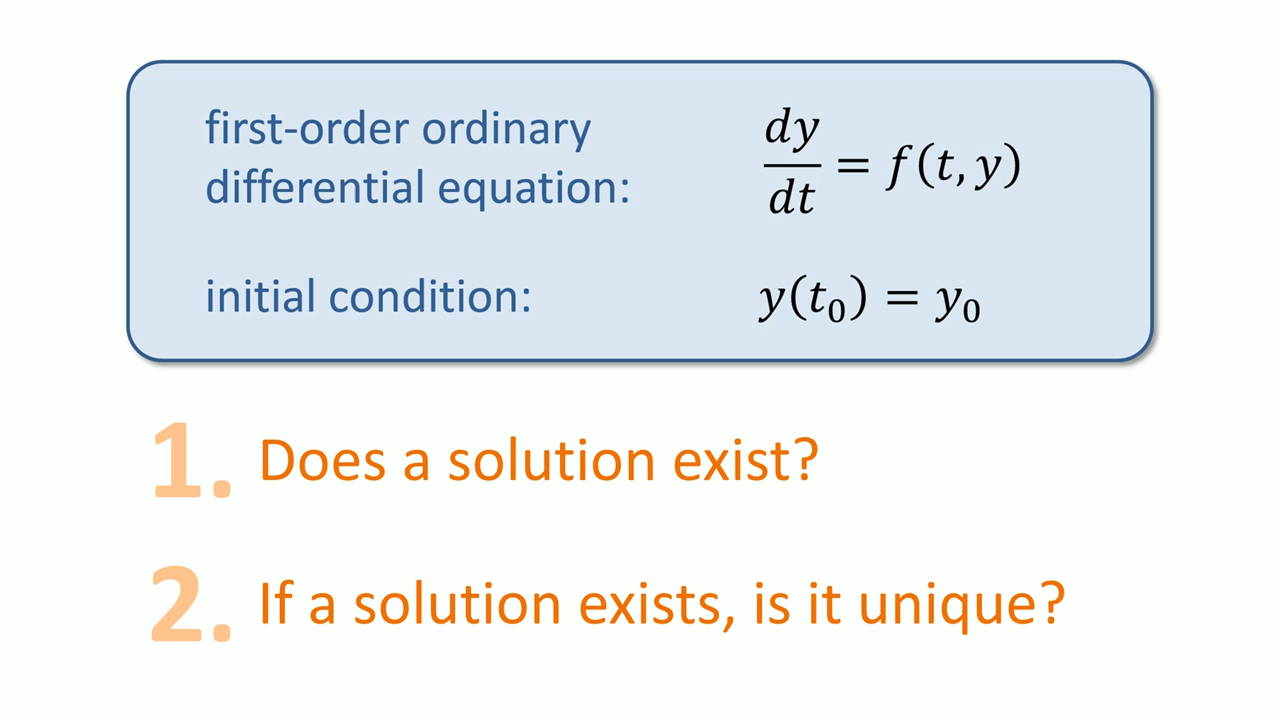 first-order ordinary
differential equation:
dy/dt = f(t, y)
initial condition: y(t₀) = y₀
1. Does a solution exist?
2. If a solution exists, is it unique?